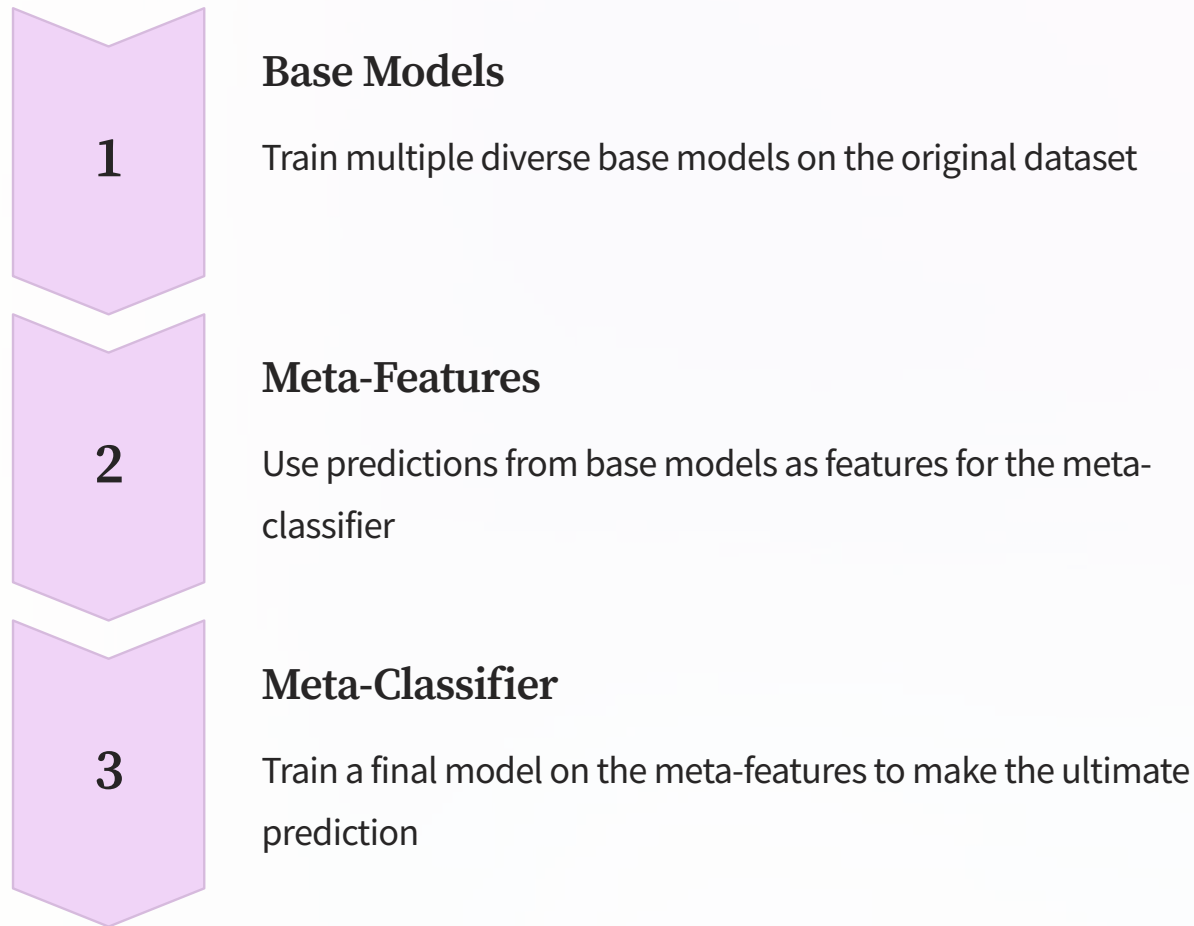 1
Base Models
Train multiple diverse base models on the original dataset
2
Meta-Features
Use predictions from base models as features for the meta-
classifier
3
Meta-Classifier
Train a final model on the meta-features to make the ultimate
prediction